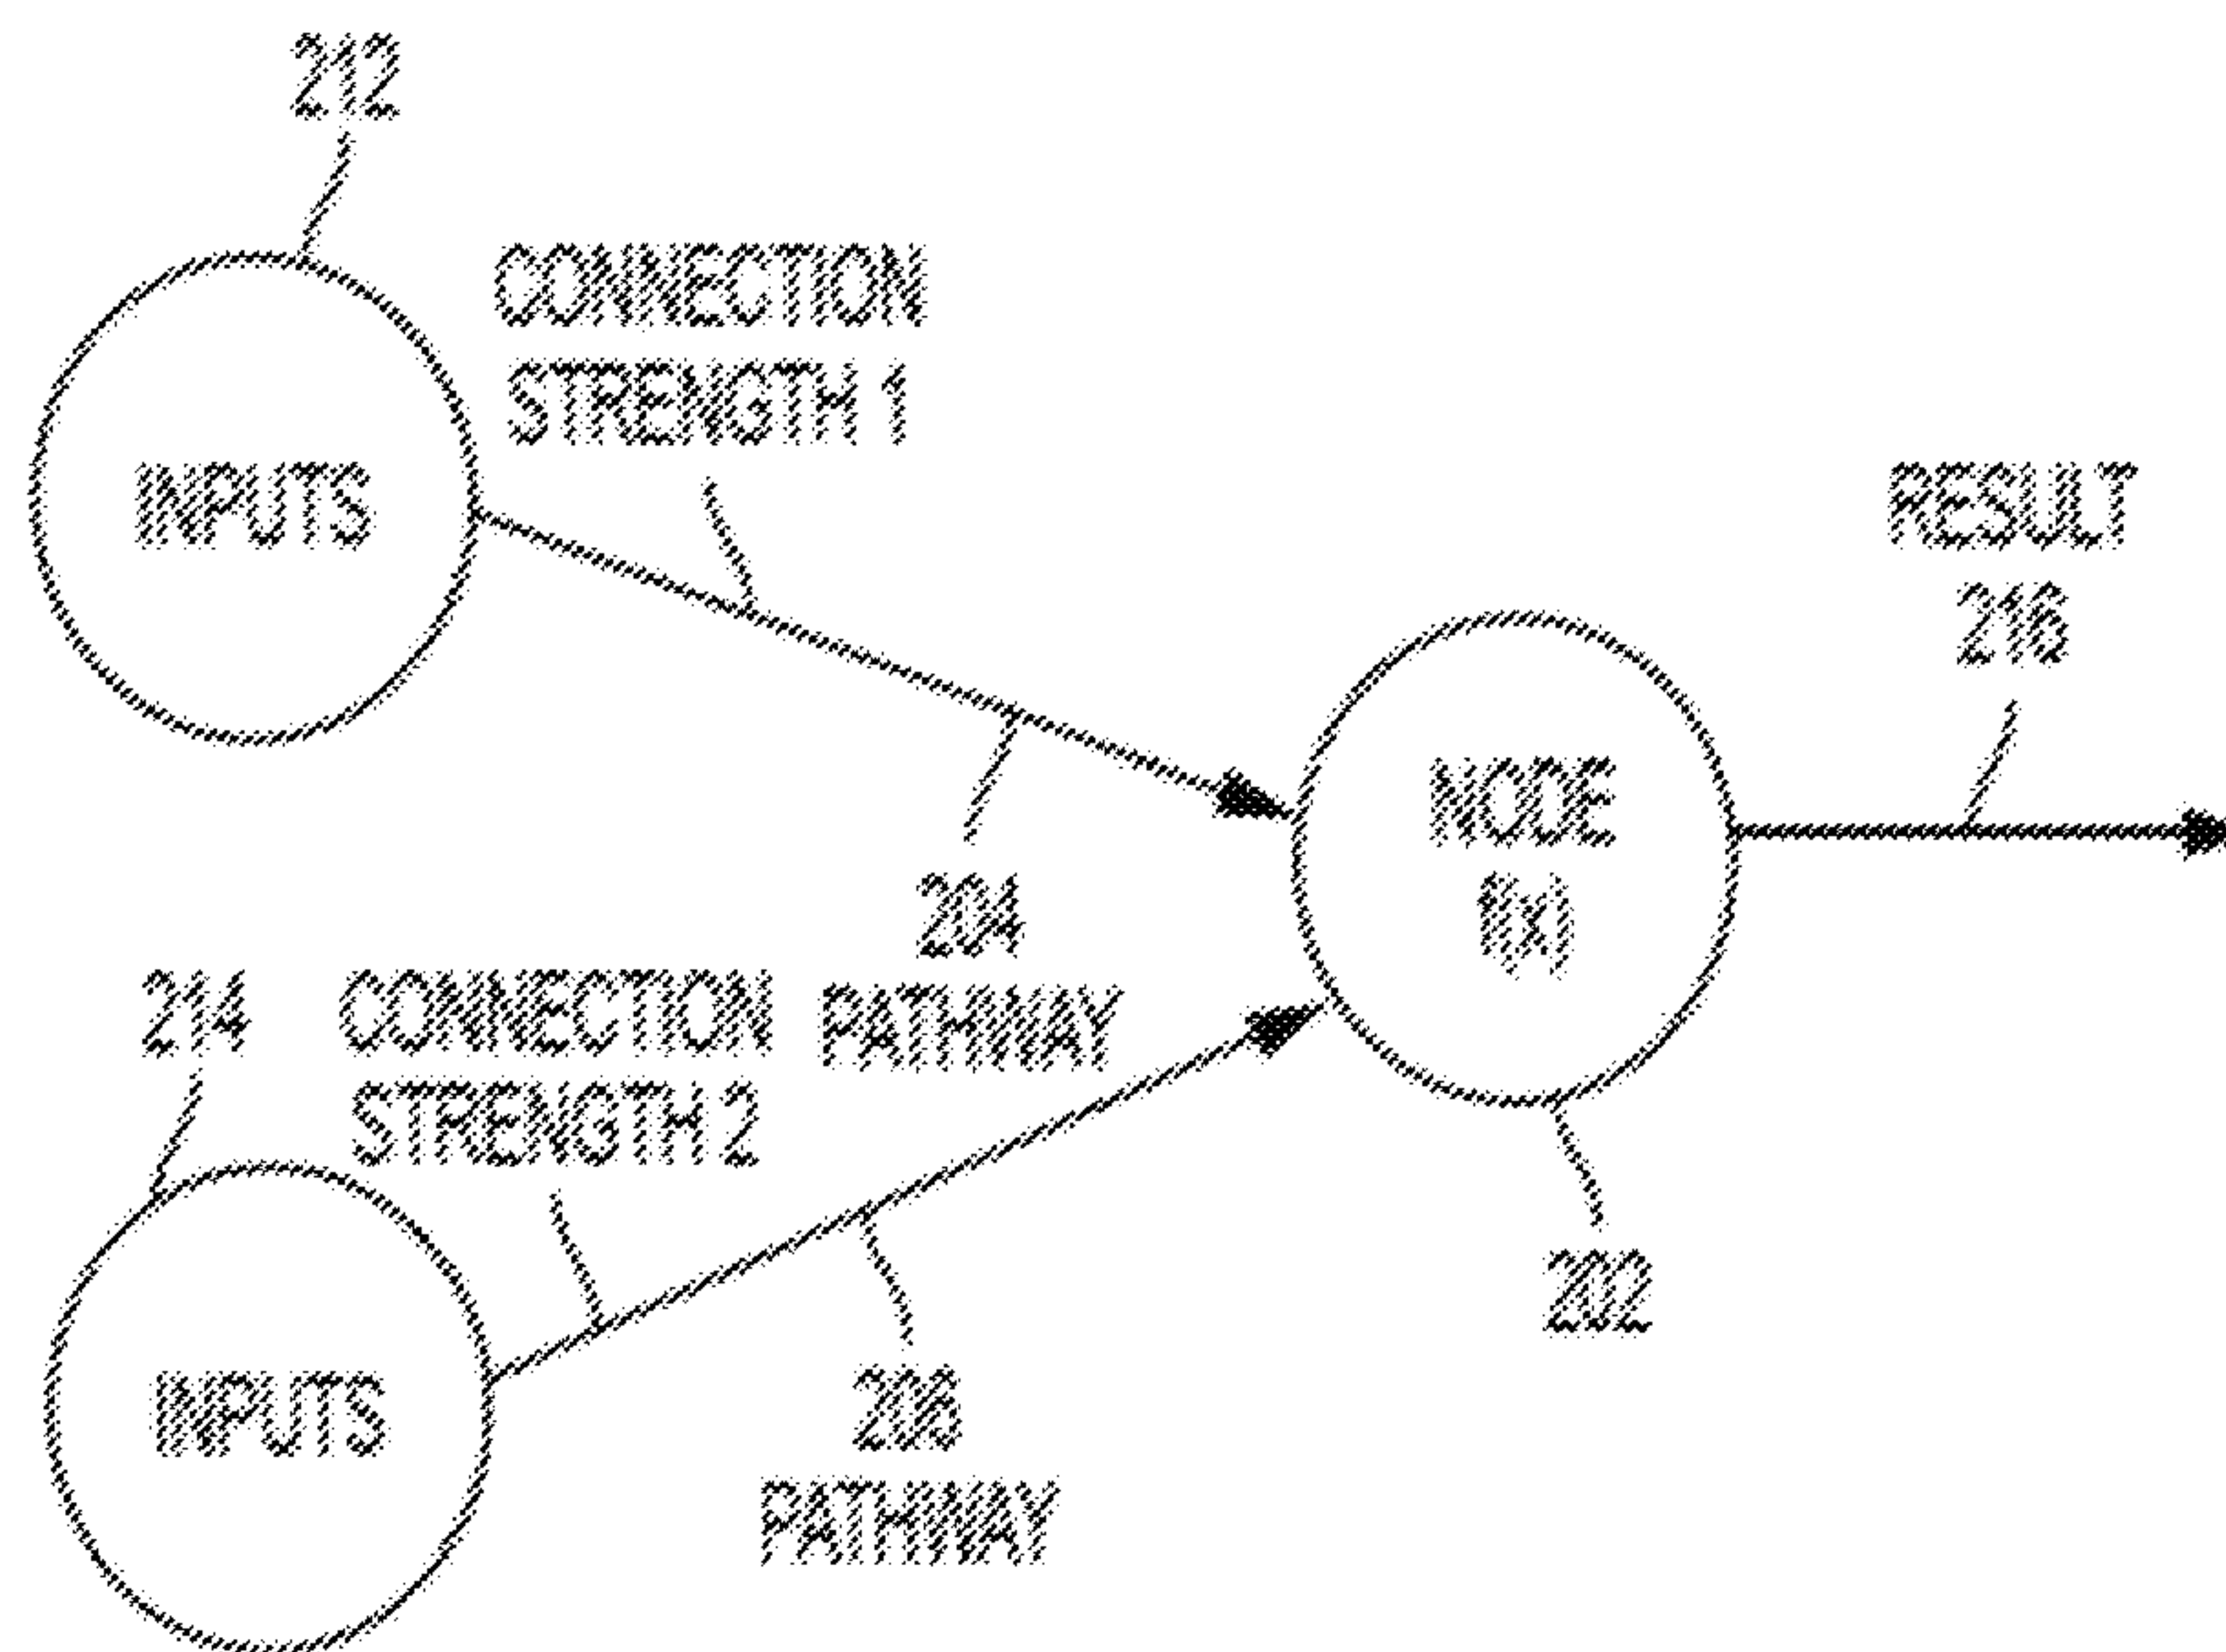 212
CONNECTION
STRENGTH 1
INPUTS
RESULT
216
NODE
f(x)
204
PATHWAY
214
CONNECTION
STRENGTH 2
202
INPUTS
206
PATHWAY